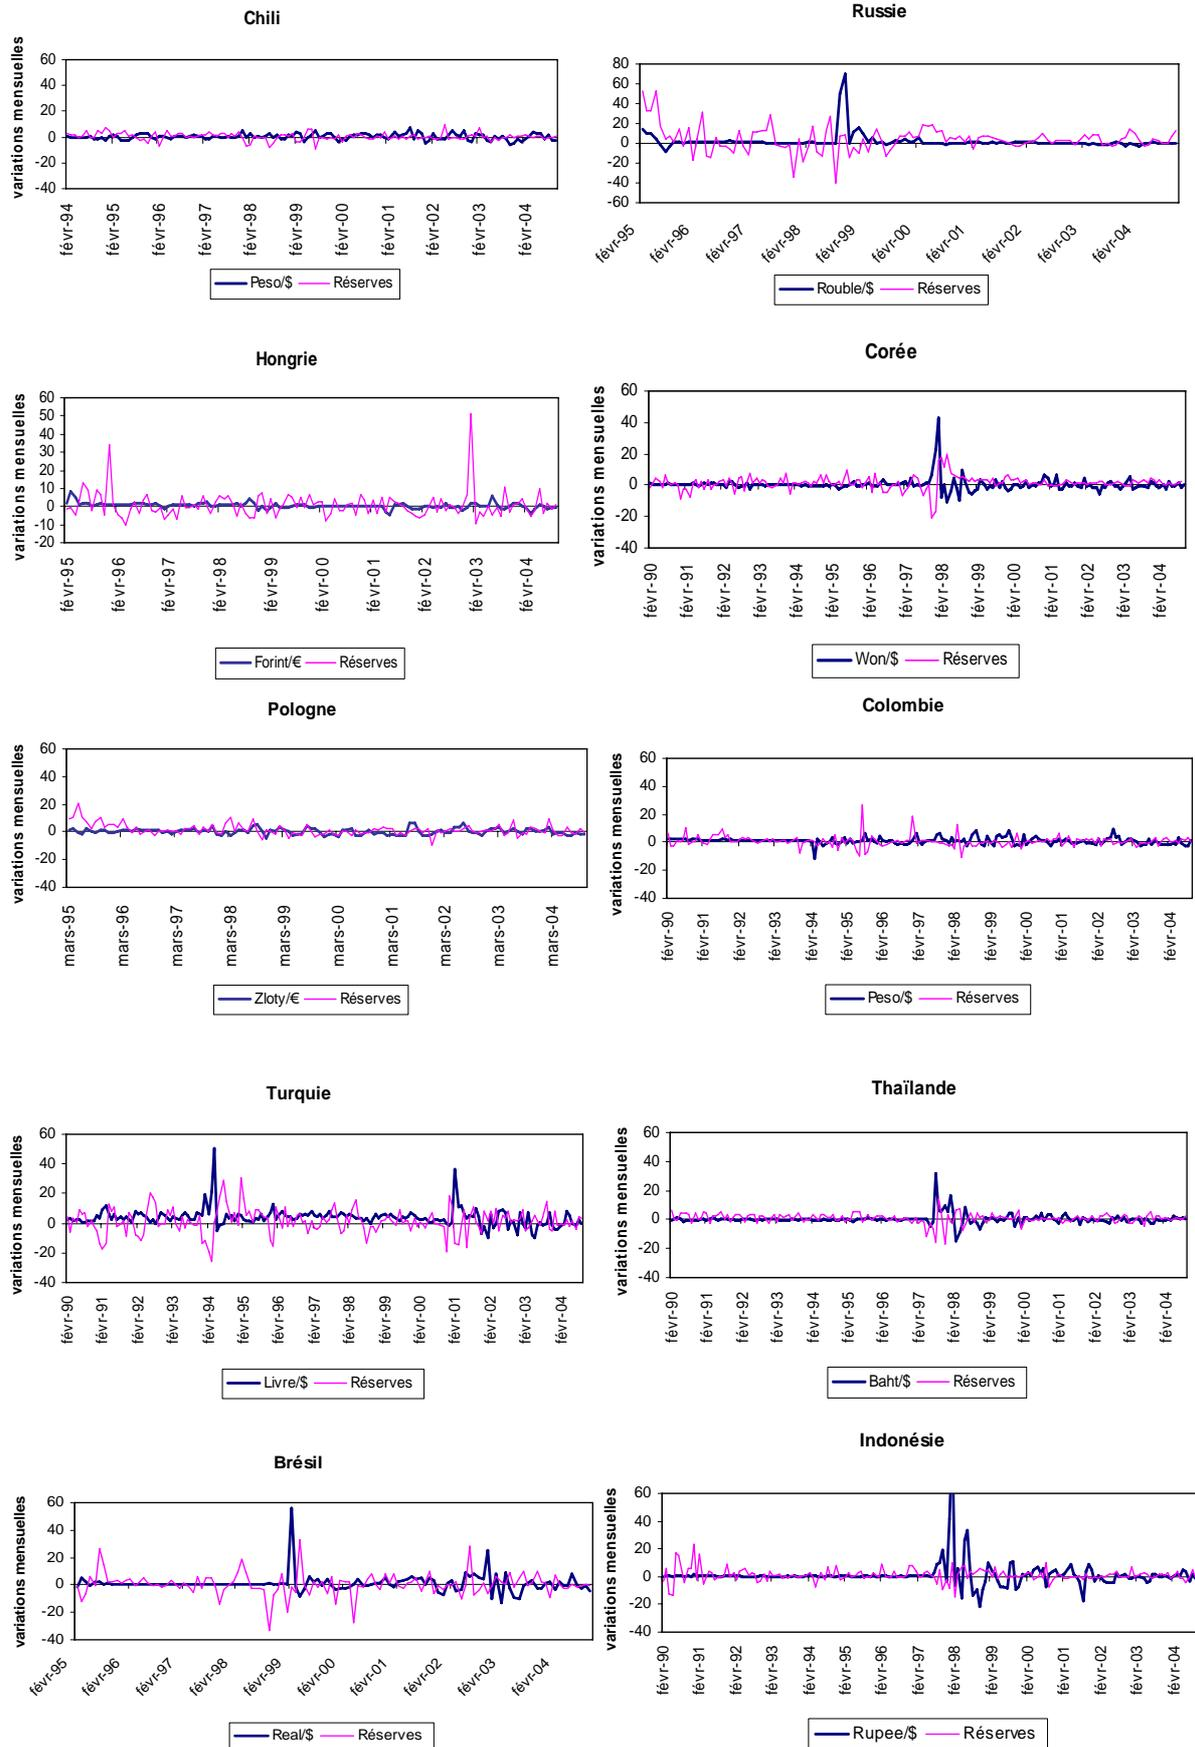 Chili
variations mensuelles
60
40
20
0
-20
-40
févr-94
févr-95
févr-96
févr-97
févr-98
févr-99
févr-00
févr-01
févr-02
févr-03
févr-04
Peso/$ Réserves
Russie
80
60
40
20
0
-20
-40
-60
févr-95
févr-96
févr-97
févr-98
févr-99
févr-00
févr-01
févr-02
févr-03
févr-04
Rouble/$ Réserves
Hongrie
variations mensuelles
60
50
40
30
20
10
0
-10
-20
févr-95
févr-96
févr-97
févr-98
févr-99
févr-00
févr-01
févr-02
févr-03
févr-04
Forint/€ Réserves
Corée
variations mensuelles
60
40
20
0
-20
-40
févr-90
févr-91
févr-92
févr-93
févr-94
févr-95
févr-96
févr-97
févr-98
févr-99
févr-00
févr-01
févr-02
févr-03
févr-04
Won/$ Réserves
Pologne
variations mensuelles
60
40
20
0
-20
-40
mars-95
mars-96
mars-97
mars-98
mars-99
mars-00
mars-01
mars-02
mars-03
mars-04
Zloty/€ Réserves
Colombie
variations mensuelles
60
40
20
0
-20
-40
févr-90
févr-91
févr-92
févr-93
févr-94
févr-95
févr-96
févr-97
févr-98
févr-99
févr-00
févr-01
févr-02
févr-03
févr-04
Peso/$ Réserves
Turquie
variations mensuelles
60
40
20
0
-20
-40
févr-90
févr-91
févr-92
févr-93
févr-94
févr-95
févr-96
févr-97
févr-98
févr-99
févr-00
févr-01
févr-02
févr-03
févr-04
Livre/$ Réserves
Thaïlande
variations mensuelles
60
40
20
0
-20
-40
févr-90
févr-91
févr-92
févr-93
févr-94
févr-95
févr-96
févr-97
févr-98
févr-99
févr-00
févr-01
févr-02
févr-03
févr-04
Baht/$ Réserves
Brésil
variations mensuelles
60
40
20
0
-20
-40
févr-95
févr-96
févr-97
févr-98
févr-99
févr-00
févr-01
févr-02
févr-03
févr-04
Real/$ Réserves
Indonésie
variations mensuelles
60
40
20
0
-20
-40
févr-90
févr-91
févr-92
févr-93
févr-94
févr-95
févr-96
févr-97
févr-98
févr-99
févr-00
févr-01
févr-02
févr-03
févr-04
Rupee/$ Réserves